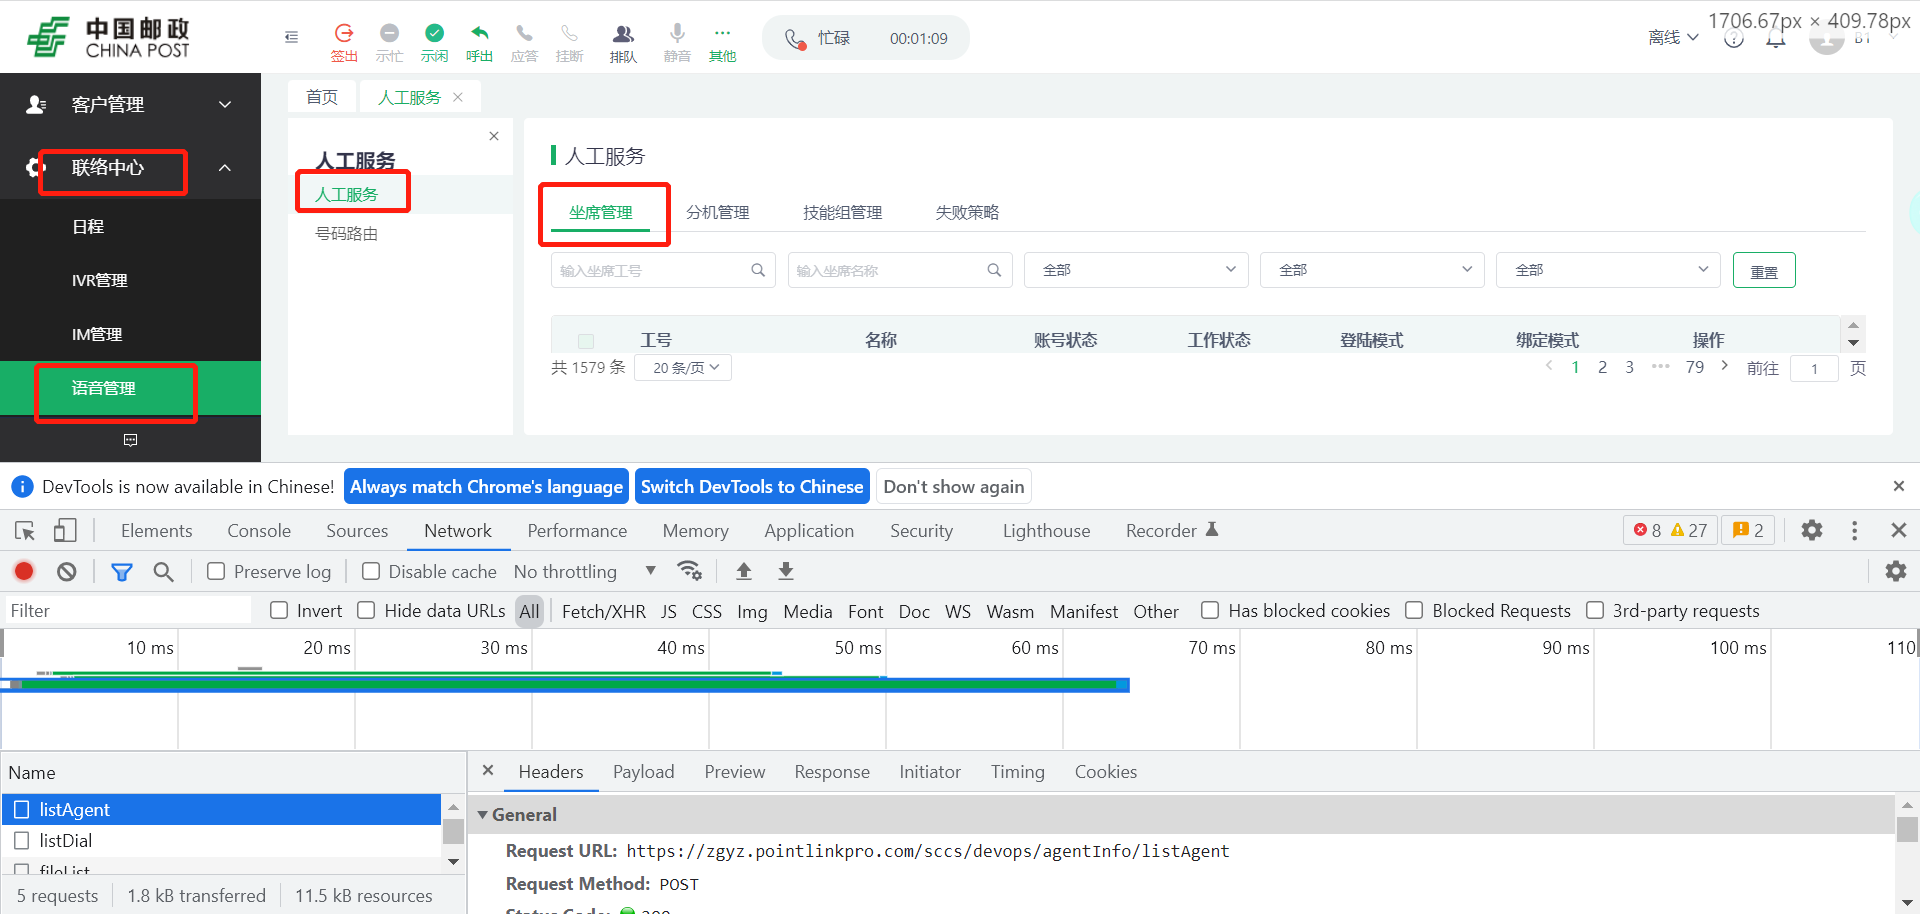 中国邮政
CHINA POST
签出
示忙
示闲
呼出
应答
挂断
排队
静音
其他
忙碌
00:01:09
离线
1706.67px × 409.78px
B1
客户管理
联络中心
日程
IVR管理
IM管理
语音管理
首页
人工服务
人工服务
人工服务
号码路由
人工服务
坐席管理
分机管理
技能组管理
失败策略
输入坐席工号
输入坐席名称
全部
全部
全部
重置
工号
名称
账号状态
工作状态
登陆模式
绑定模式
操作
共 1579 条
20 条/页
1
2
3
79
前往
1
页
DevTools is now available in Chinese!
Always match Chrome's language
Switch DevTools to Chinese
Don't show again
Elements
Console
Sources
Network
Performance
Memory
Application
Security
Lighthouse
Recorder
8
27
2
Preserve log
Disable cache
No throttling
Filter
Invert
Hide data URLs
All
Fetch/XHR
JS
CSS
Img
Media
Font
Doc
WS
Wasm
Manifest
Other
Has blocked cookies
Blocked Requests
3rd-party requests
10 ms
20 ms
30 ms
40 ms
50 ms
60 ms
70 ms
80 ms
90 ms
100 ms
110
Name
listAgent
listDial
fileList
5 requests
1.8 kB transferred
11.5 kB resources
Headers
Payload
Preview
Response
Initiator
Timing
Cookies
General
Request URL: https://zgyz.pointlinkpro.com/sccs/devops/agentInfo/listAgent
Request Method: POST
Status Code: 200